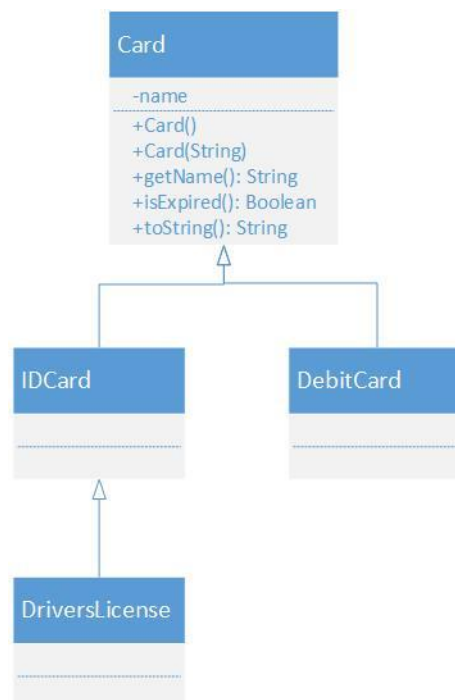 Card
-name
+Card()
+Card(String)
+getName(): String
+isExpired(): Boolean
+toString(): String
IDCard
DebitCard
DriversLicense